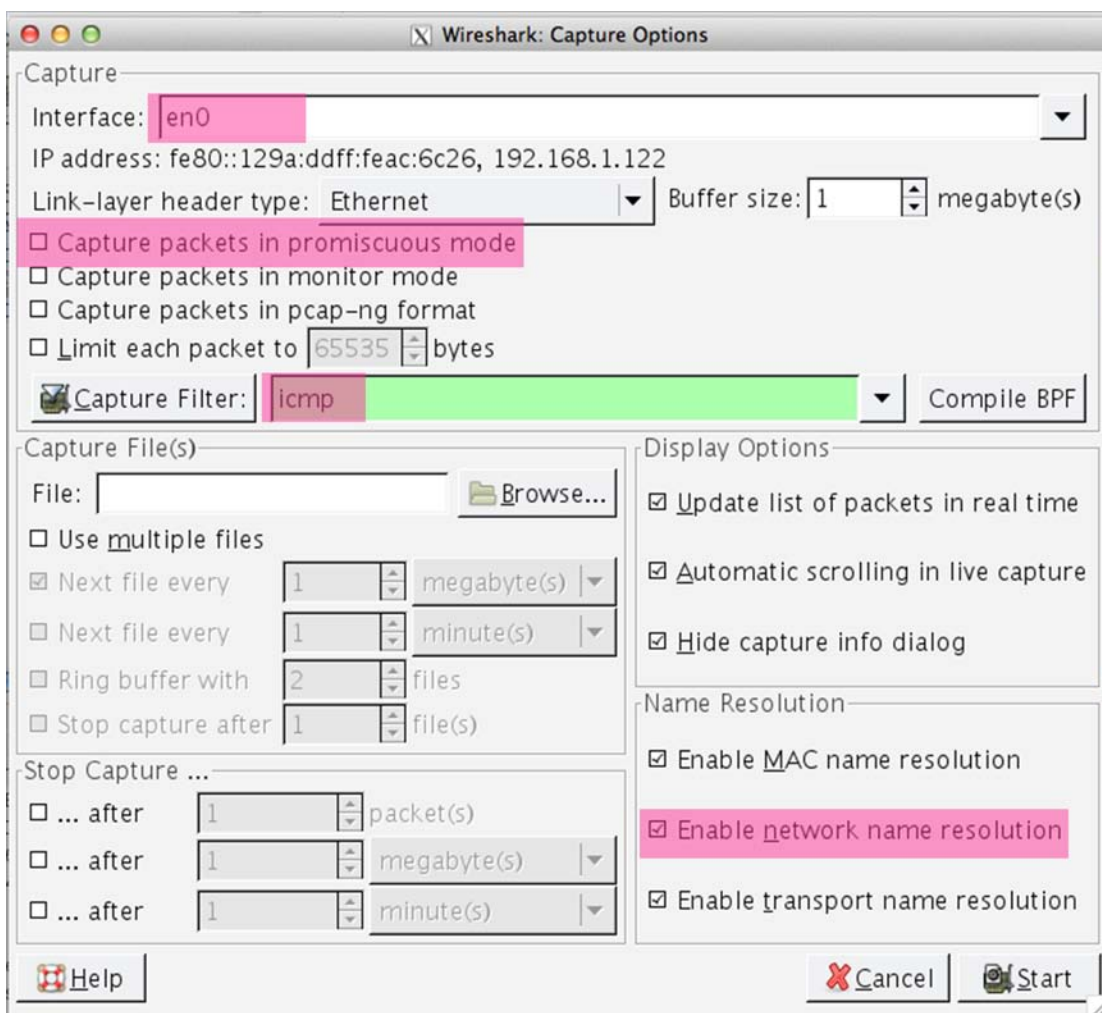 Wireshark: Capture Options
Capture
Interface: en0
IP address: fe80::129a:ddff:feac:6c26, 192.168.1.122
Link-layer header type: Ethernet Buffer size: 1 megabyte(s)
Capture packets in promiscuous mode
Capture packets in monitor mode
Capture packets in pcap-ng format
Limit each packet to 65535 bytes
Capture Filter: icmp Compile BPF
Capture File(s)
File: Browse...
Use multiple files
Next file every 1 megabyte(s)
Next file every 1 minute(s)
Ring buffer with 2 files
Stop capture after 1 file(s)
Stop Capture ...
... after 1 packet(s)
... after 1 megabyte(s)
... after 1 minute(s)
Display Options
Update list of packets in real time
Automatic scrolling in live capture
Hide capture info dialog
Name Resolution
Enable MAC name resolution
Enable network name resolution
Enable transport name resolution
Help Cancel Start